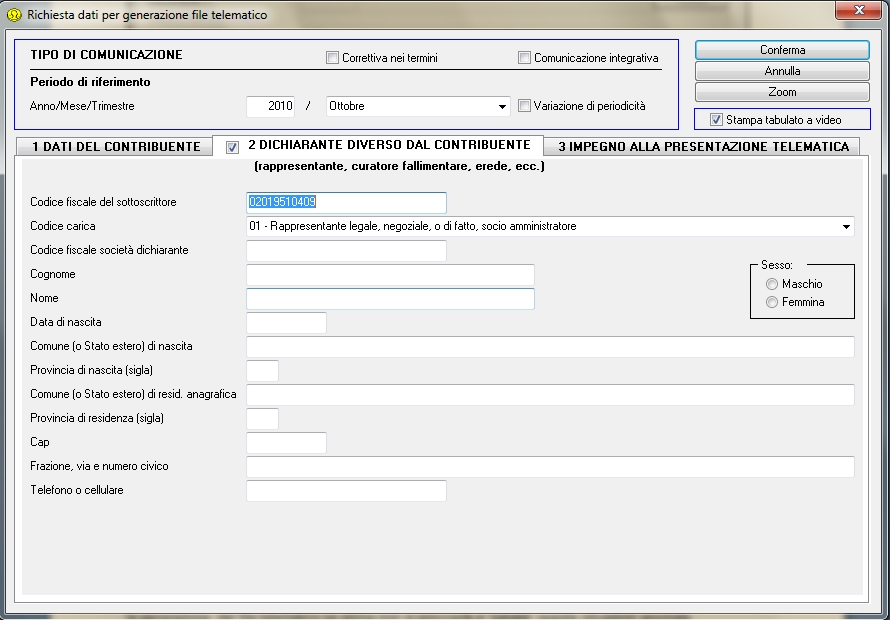 Richiesta dati per generazione file telematico
TIPO DI COMUNICAZIONE
Correttiva nei termini
Comunicazione integrativa
Periodo di riferimento
Anno/Mese/Trimestre
2010 / Ottobre
Variazione di periodicità
Conferma
Annulla
Zoom
Stampa tabulato a video
1 DATI DEL CONTRIBUENTE
2 DICHIARANTE DIVERSO DAL CONTRIBUENTE
3 IMPEGNO ALLA PRESENTAZIONE TELEMATICA
(rappresentante, curatore fallimentare, erede, ecc.)
Codice fiscale del sottoscrittore
02019510409
Codice carica
01 - Rappresentante legale, negoziale, o di fatto, socio amministratore
Codice fiscale società dichiarante
Cognome
Nome
Sesso:
Maschio
Femmina
Data di nascita
Comune (o Stato estero) di nascita
Provincia di nascita (sigla)
Comune (o Stato estero) di resid. anagrafica
Provincia di residenza (sigla)
Cap
Frazione, via e numero civico
Telefono o cellulare